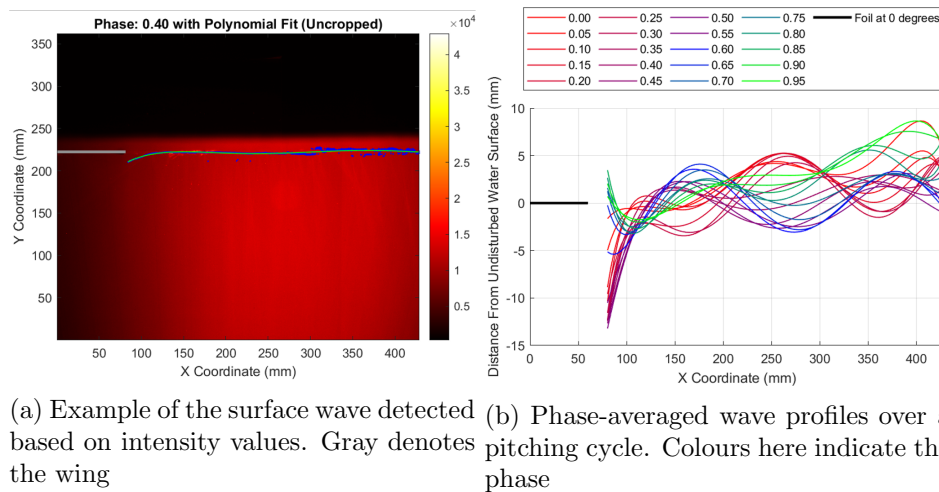 Phase: 0.40 with Polynomial Fit (Uncropped)
×10⁴
350
300
250
200
150
100
50
Y Coordinate (mm)
50 100 150 200 250 300 350 400
X Coordinate (mm)
4
3.5
3
2.5
2
1.5
1
0.5
(a) Example of the surface wave detected
based on intensity values. Gray denotes
the wing
0.00 0.25 0.50 0.75 Foil at 0 degrees
0.05 0.30 0.55 0.80
0.10 0.35 0.60 0.85
0.15 0.40 0.65 0.90
0.20 0.45 0.70 0.95
10
5
0
-5
-10
-15
Distance From Undisturbed Water Surface (mm)
0 50 100 150 200 250 300 350 400
X Coordinate (mm)
(b) Phase-averaged wave profiles over
pitching cycle. Colours here indicate
phase